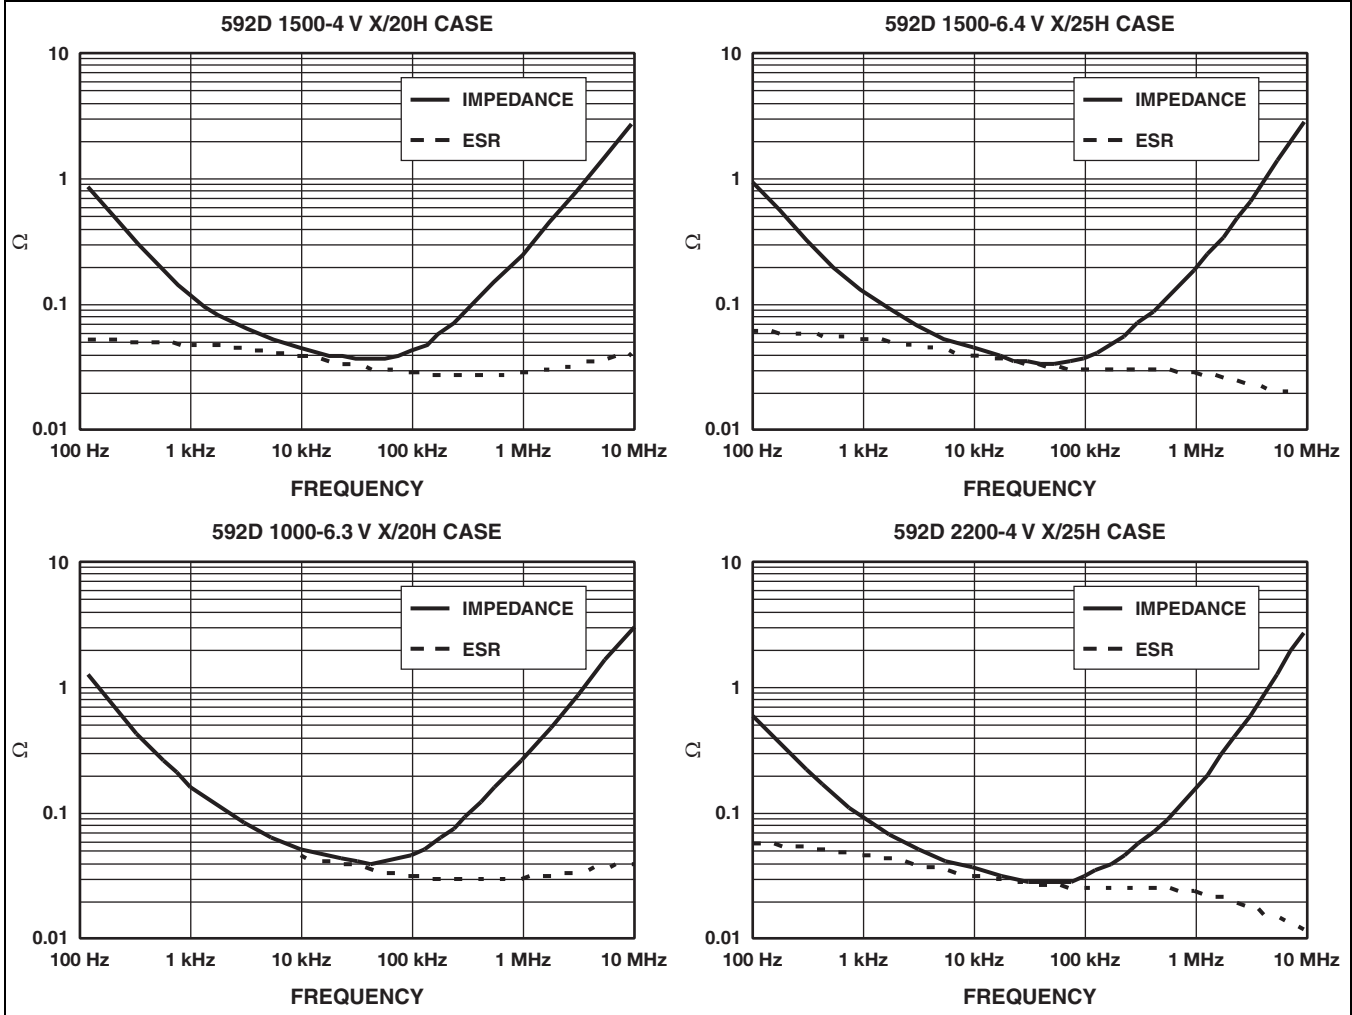 592D 1500-4 V X/20H CASE
10
1
0.1
0.01
Ω
IMPEDANCE
ESR
100 Hz 1 kHz 10 kHz 100 kHz 1 MHz 10 MHz
FREQUENCY
592D 1500-6.4 V X/25H CASE
10
1
0.1
0.01
Ω
IMPEDANCE
ESR
100 Hz 1 kHz 10 kHz 100 kHz 1 MHz 10 MHz
FREQUENCY
592D 1000-6.3 V X/20H CASE
10
1
0.1
0.01
Ω
IMPEDANCE
ESR
100 Hz 1 kHz 10 kHz 100 kHz 1 MHz 10 MHz
FREQUENCY
592D 2200-4 V X/25H CASE
10
1
0.1
0.01
Ω
IMPEDANCE
ESR
100 Hz 1 kHz 10 kHz 100 kHz 1 MHz 10 MHz
FREQUENCY